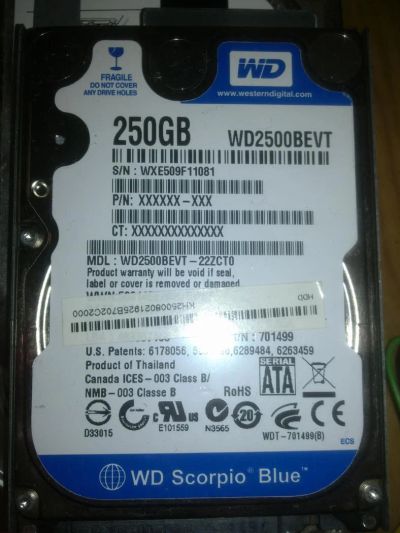 FRAGILE
DO NOT COVER
ANY DRIVE HOLES
WD
www.westerndigital.com
250GB WD2500BEVT
S/N : WXE509F11081
P/N: XXXXXX-XXX
CT: XXXXXXXXXXXXXX
MDL : WD2500BEVT-22ZCT0
Product warranty will be void if seal,
label or cover is removed or damaged
HDD
KH25008021925B702C2000
701499
U.S. Patents: 6178056, 6289484, 6263459
Product of Thailand
Canada ICES-003 Class B/
NMB-003 Classe B
RoHS
SERIAL
ATA
D33015
C US
E101559
N3565
20
WDT-701499(B)
ECS
WD Scorpio® Blue™